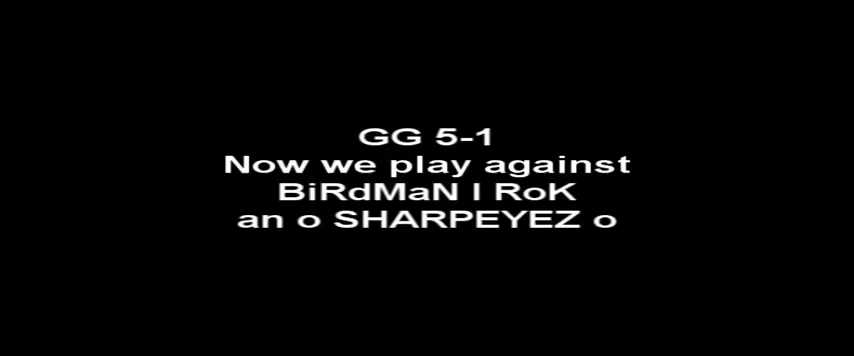 GG 5-1
Now we play against
BiRdMaN I RoK
an o SHARPEYEZ o